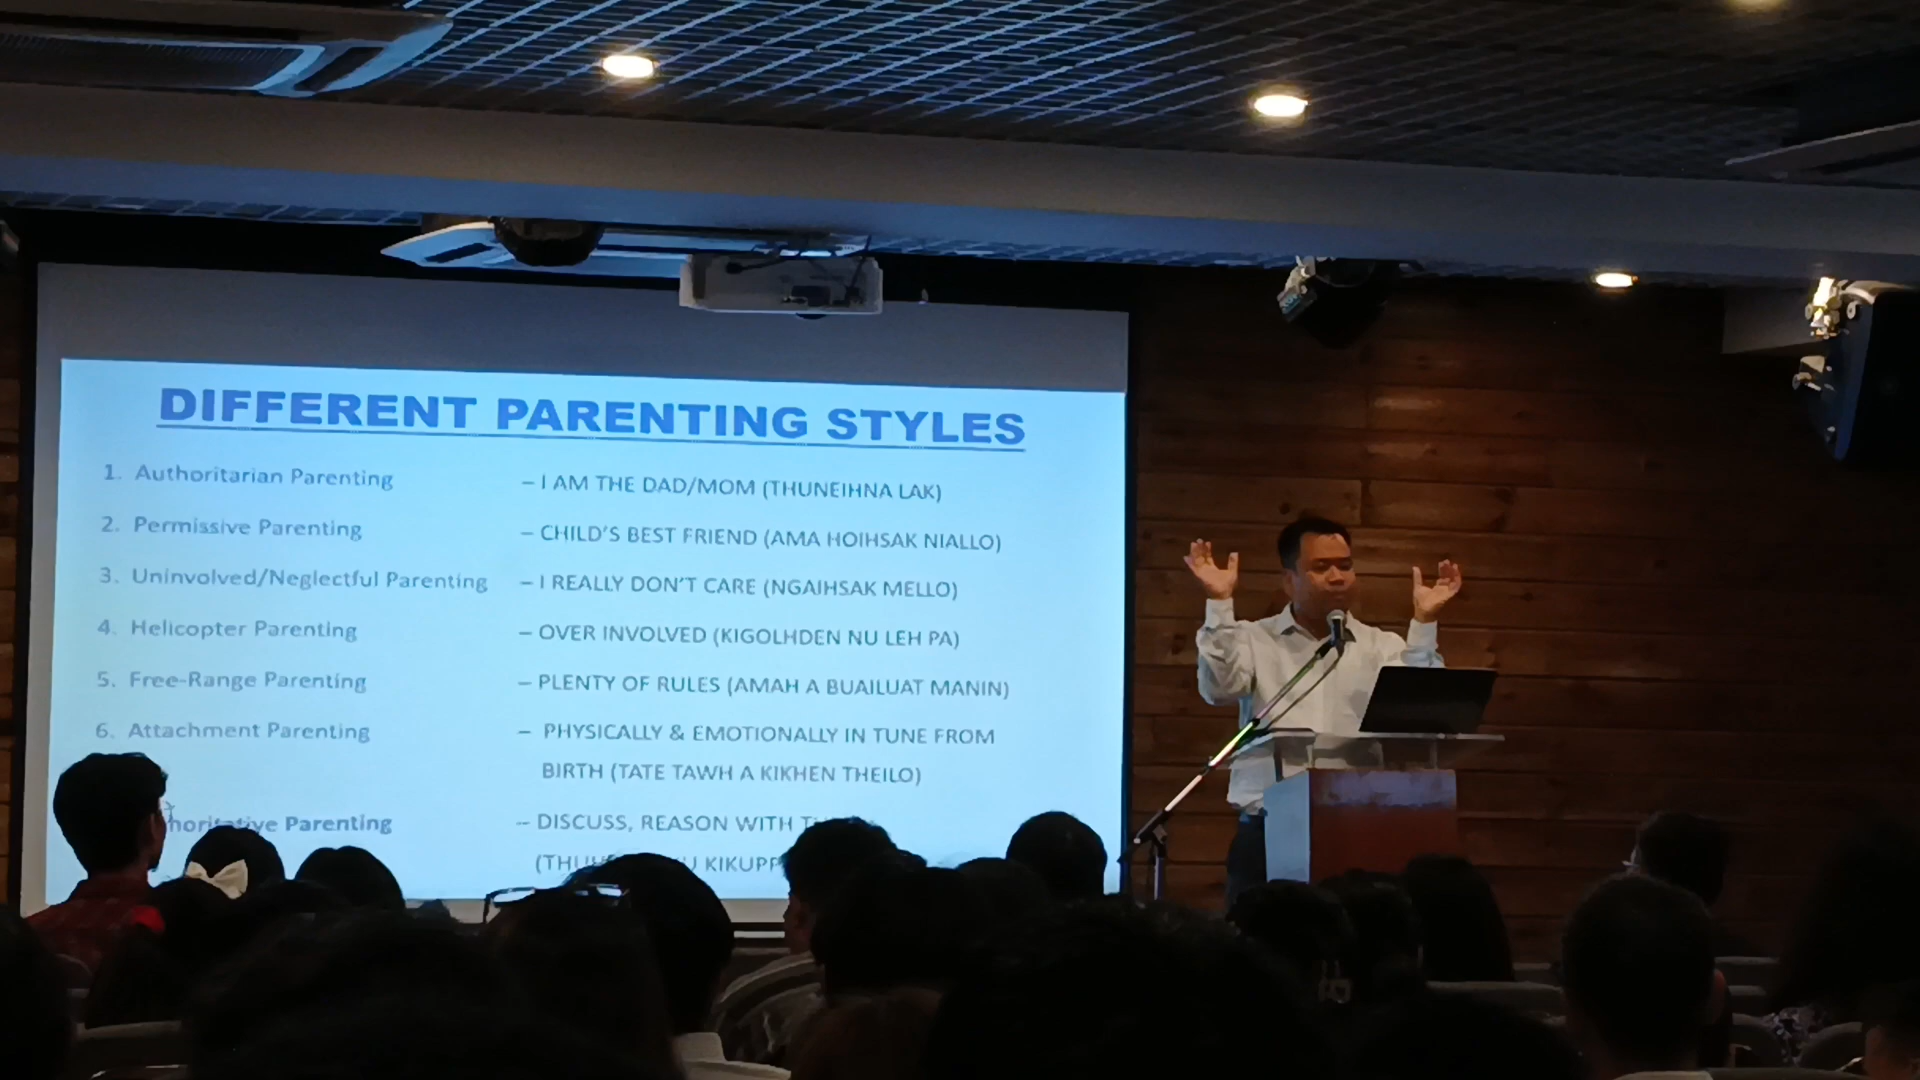 DIFFERENT PARENTING STYLES
1. Authoritarian Parenting – I AM THE DAD/MOM (THUNEIHNA LAK)
2. Permissive Parenting – CHILD'S BEST FRIEND (AMA HOIHSAK NIALLO)
3. Uninvolved/Neglectful Parenting – I REALLY DON'T CARE (NGAIHSAK MELLO)
4. Helicopter Parenting – OVER INVOLVED (KIGOLHDEN NU LEH PA)
5. Free-Range Parenting – PLENTY OF RULES (AMAH A BUAILUAT MANIN)
6. Attachment Parenting – PHYSICALLY & EMOTIONALLY IN TUNE FROM
BIRTH (TATE TAWH A KIKHEN THEILO)
Parenting – DISCUSS, REASON WITH